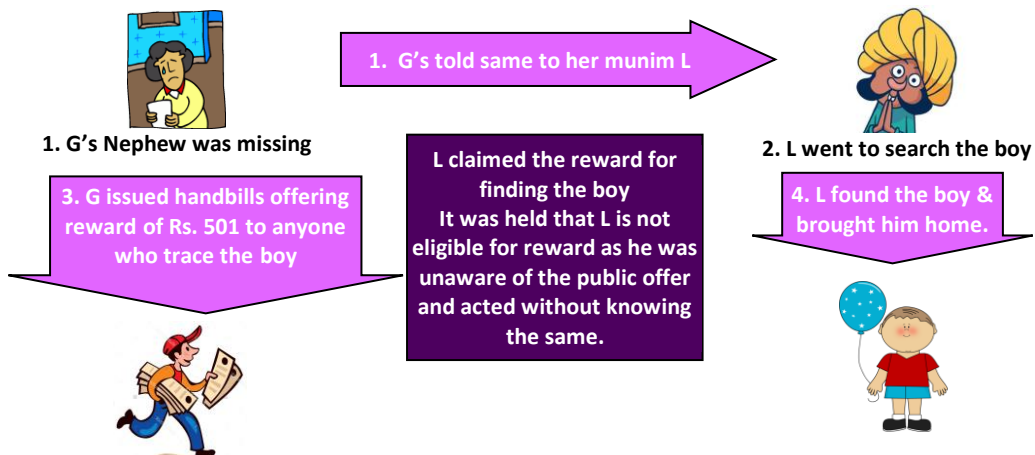 1. G's told same to her munim L
1. G's Nephew was missing
2. L went to search the boy
3. G issued handbills offering
reward of Rs. 501 to anyone
who trace the boy
L claimed the reward for
finding the boy
It was held that L is not
eligible for reward as he was
unaware of the public offer
and acted without knowing
the same.
4. L found the boy &
brought him home.